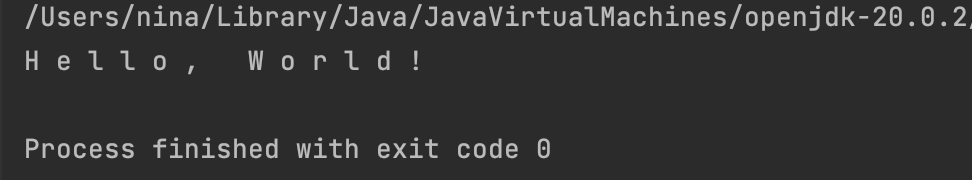 /Users/nina/Library/Java/JavaVirtualMachines/openjdk-20.0.2/
H e l l o ,   W o r l d !
Process finished with exit code 0